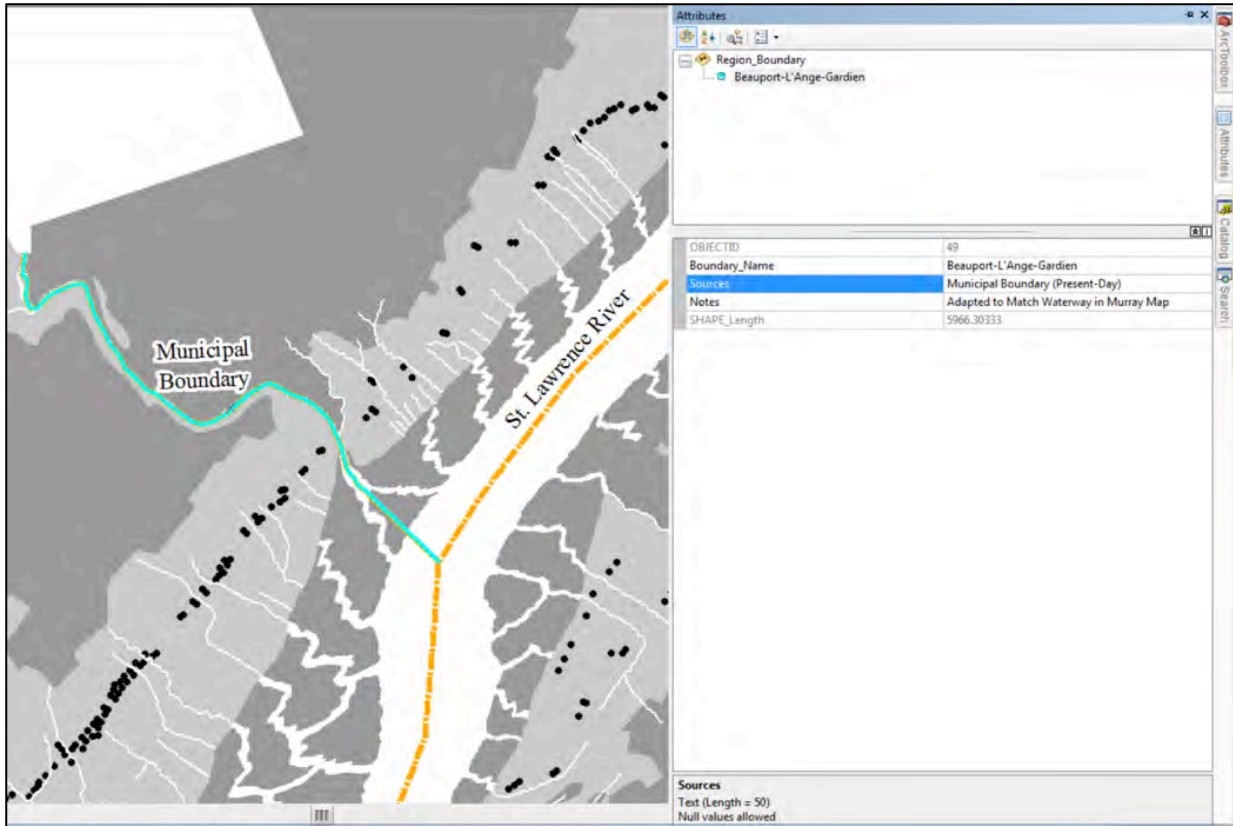 Municipal
Boundary
St. Lawrence River
Attributes
Region_Boundary
Beauport-L'Ange-Gardien
OBJECTID 49
Boundary_Name Beauport-L'Ange-Gardien
Sources Municipal Boundary (Present-Day)
Notes Adapted to Match Waterway in Murray Map
SHAPE_Length 5966.30333
Sources
Text (Length = 50)
Null values allowed
ArcToolbox
Attributes
Catalog
Search